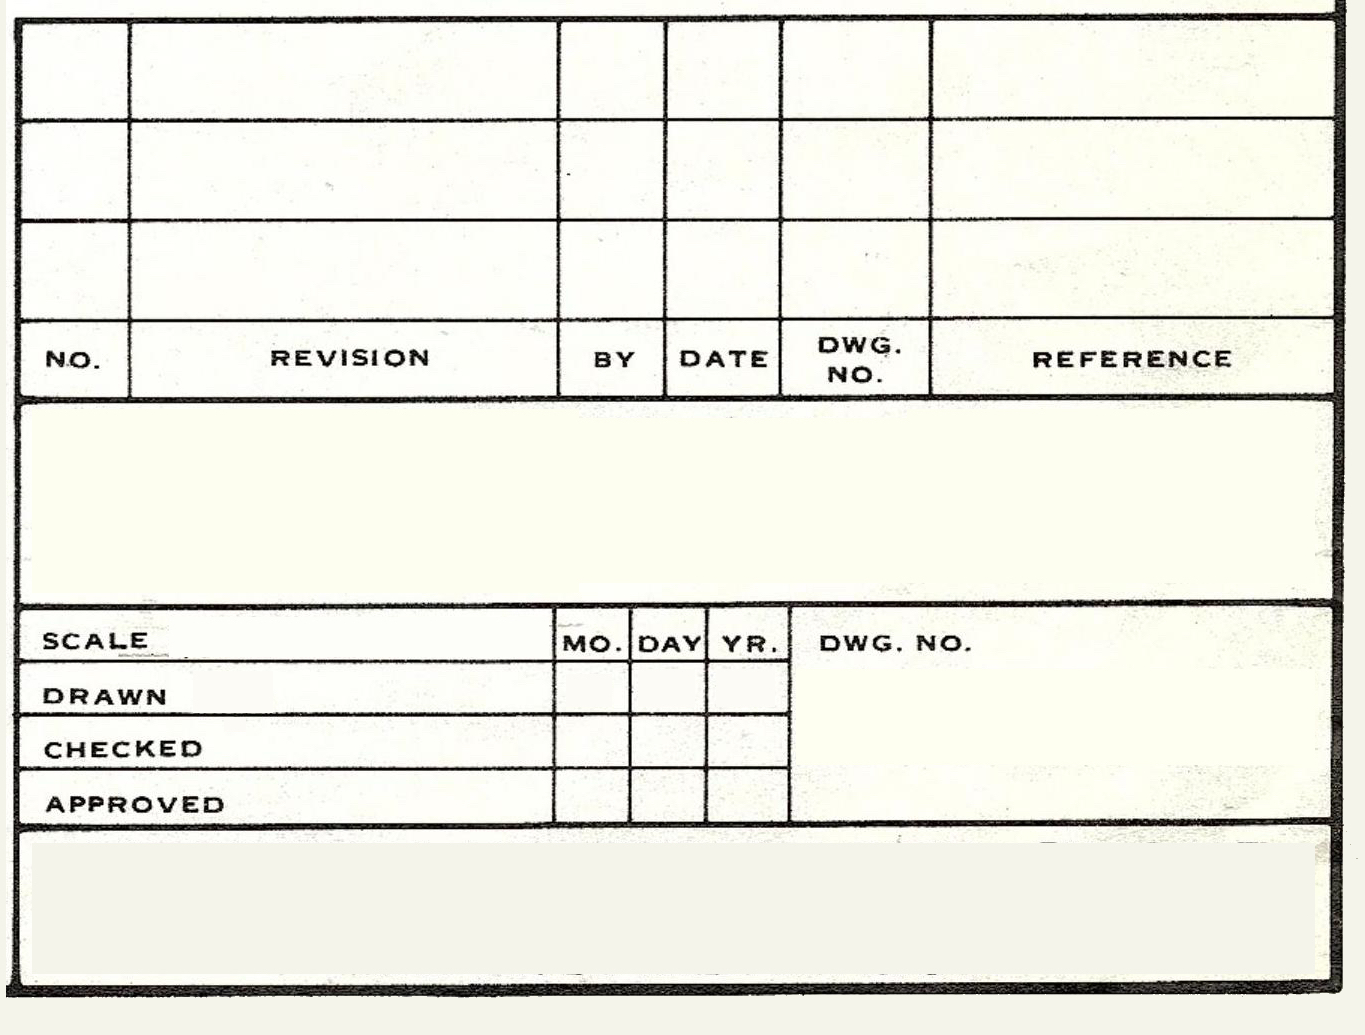 NO. REVISION BY DATE DWG. NO. REFERENCE
SCALE MO. DAY YR. DWG. NO.
DRAWN
CHECKED
APPROVED